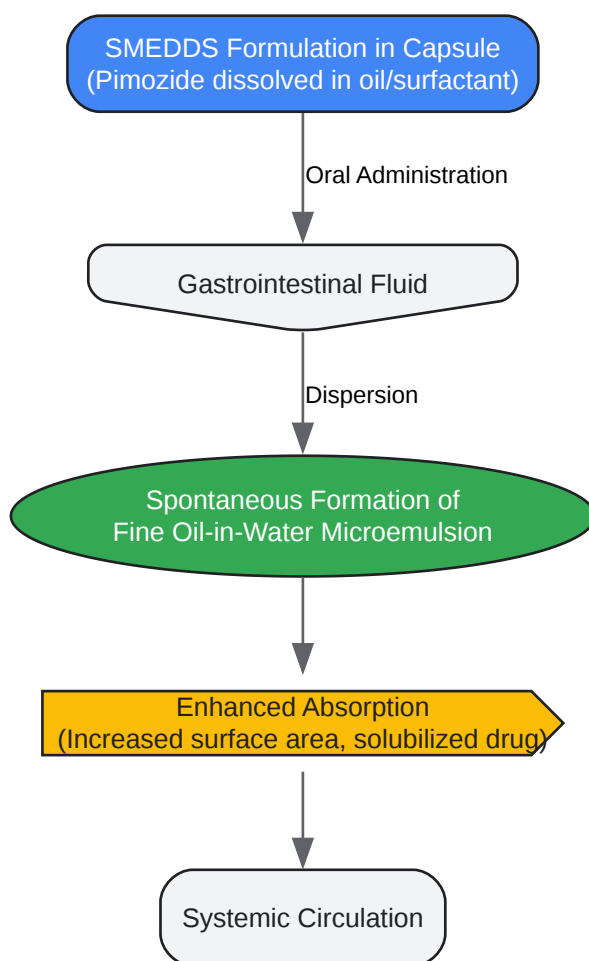 SMEDDS Formulation in Capsule
(Pimozide dissolved in oil/surfactant)
Oral Administration
Gastrointestinal Fluid
Dispersion
Spontaneous Formation of
Fine Oil-in-Water Microemulsion
Enhanced Absorption
(Increased surface area, solubilized drug)
Systemic Circulation